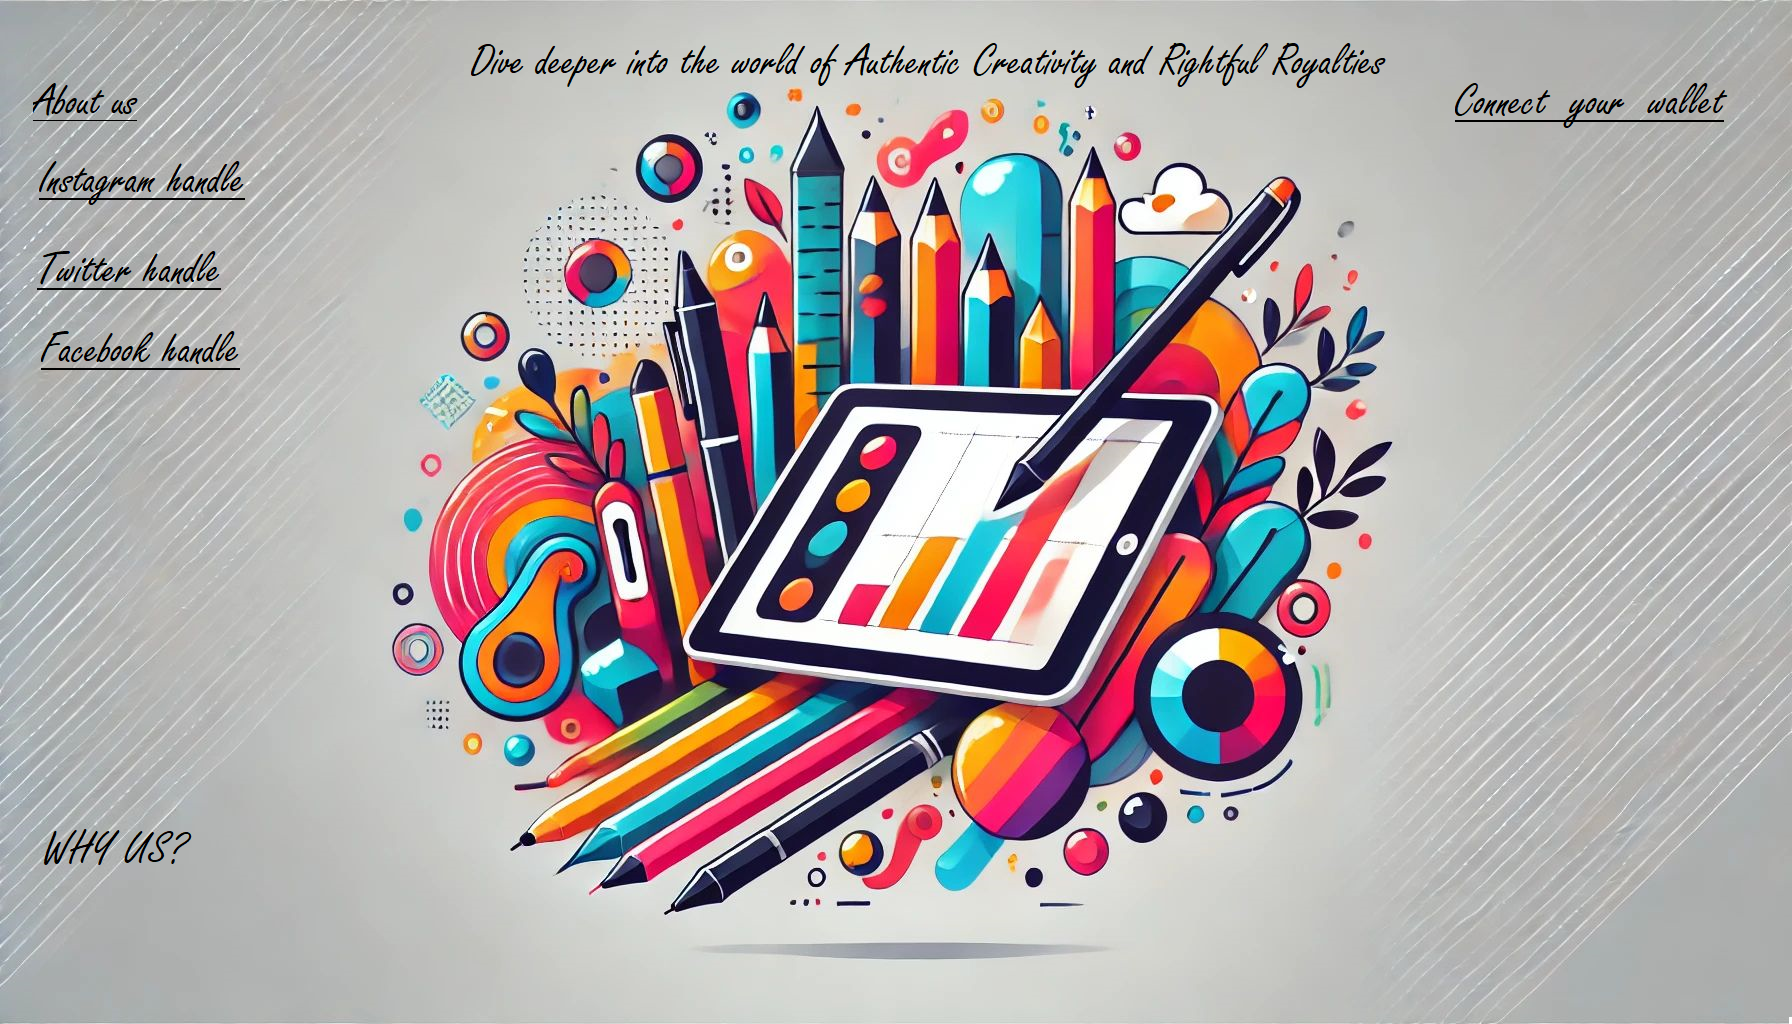 Dive deeper into the world of Authentic Creativity and Rightful Royalties
About us
Connect your wallet
Instagram handle
Twitter handle
Facebook handle
WHY US?